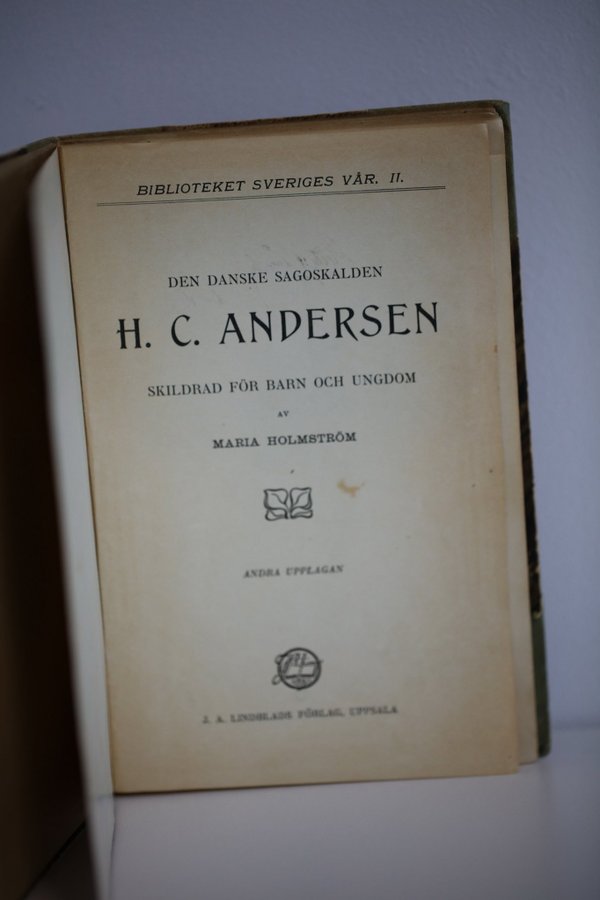 BIBLIOTEKET SVERIGES VÅR. II.
DEN DANSKE SAGOSKALDEN
H. C. ANDERSEN
SKILDRAD FÖR BARN OCH UNGDOM
AV
MARIA HOLMSTRÖM
ANDRA UPPLAGAN
J. A. LINDBLADS FÖRLAG, UPPSALA